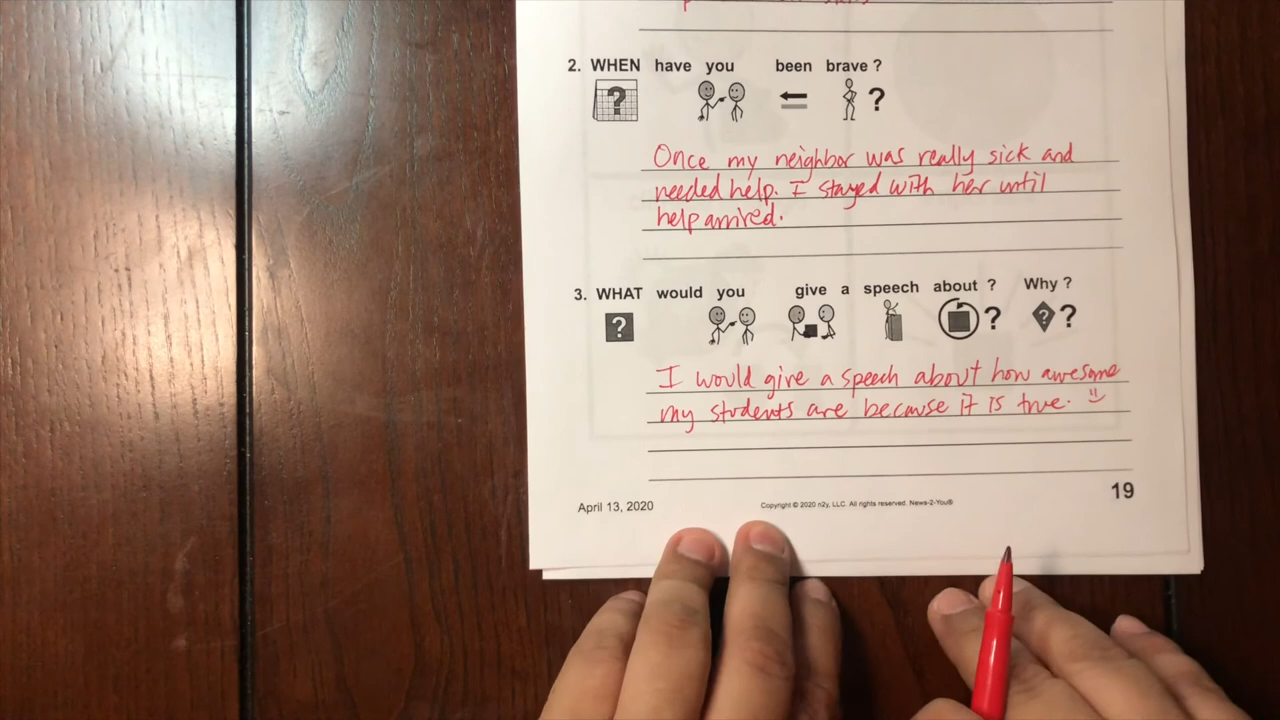 2. WHEN have you been brave ?
Once my neighbor was really sick and
needed help. I stayed with her until
help arrived.
3. WHAT would you give a speech about ? Why ?
I would give a speech about how awesome
my students are because it is true.
April 13, 2020 Copyright © 2020 n2y, LLC. All rights reserved. News-2-You® 19